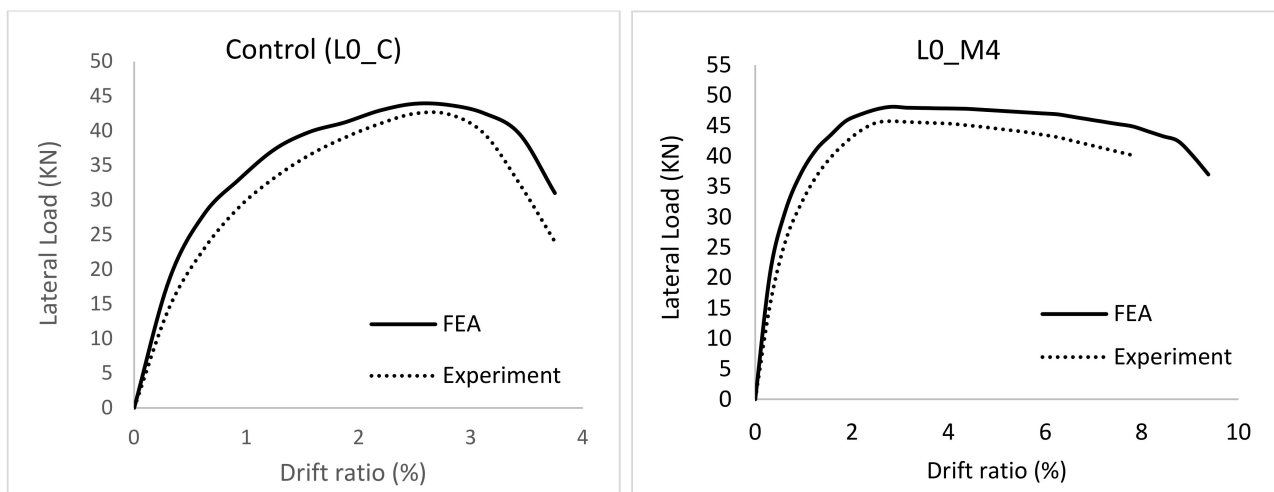 Control (L0_C)
50
45
40
35
30
25
20
15
10
5
0
Lateral Load (KN)
FEA
Experiment
0 1 2 3 4
Drift ratio (%)
L0_M4
55
50
45
40
35
30
25
20
15
10
5
0
Lateral Load (KN)
FEA
Experiment
0 2 4 6 8 10
Drift ratio (%)